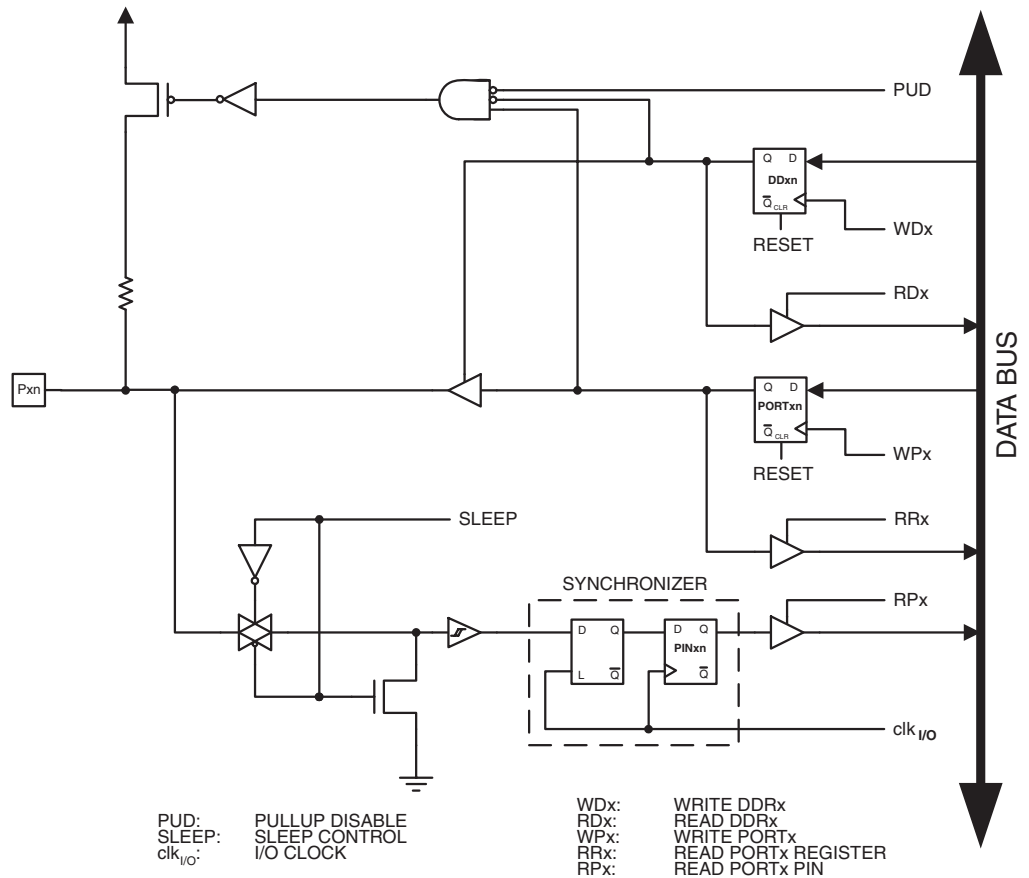 PUD
Q D
DDxn
Q CLR
WDx
RESET
RDx
Pxn
Q D
PORTxn
Q CLR
WPx
RESET
DATA BUS
SLEEP
RRx
SYNCHRONIZER
RPx
D Q
L Q
D Q
PINxn
Q
clk I/O
PUD: PULLUP DISABLE
SLEEP: SLEEP CONTROL
clkI/O: I/O CLOCK
WDx: WRITE DDRx
RDx: READ DDRx
WPx: WRITE PORTx
RRx: READ PORTx REGISTER
RPx: READ PORTx PIN